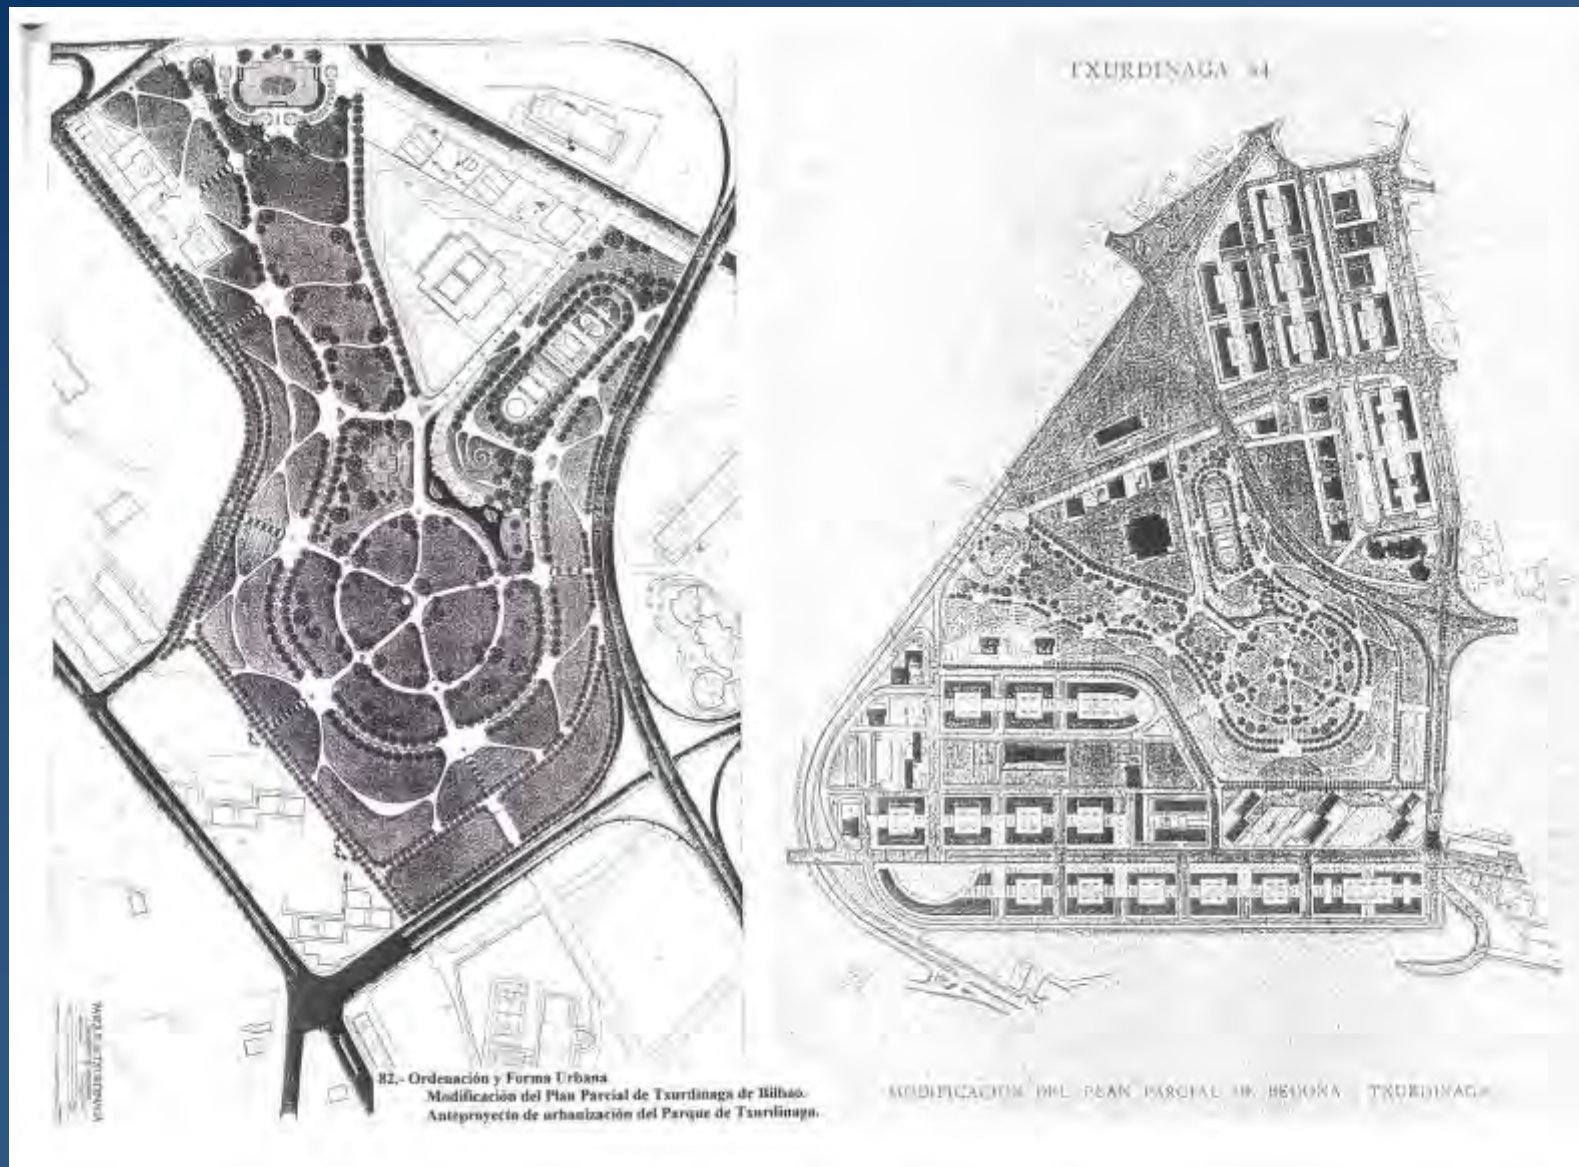 82.- Ordenación y Forma Urbana
Modificación del Plan Parcial de Txurdinaga de Bilbao.
Anteproyecto de urbanización del Parque de Txurdinaga.
TXURDINAGA 84
MODIFICACION DEL PLAN PARCIAL DE BEGOÑA - TXURDINAGA